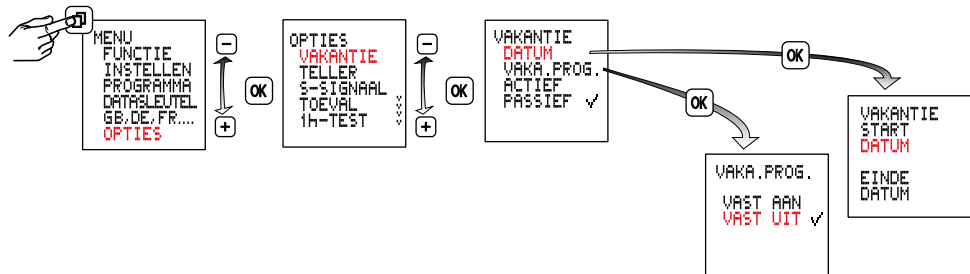 MENU
FUNCTIE
INSTELLEN
PROGRAMMA
DATASLEUTEL
GB,DE,FR....
OPTIES
OK
OPTIES
VAKANTIE
TELLER
S-SIGNAAL
TOEVAL
1h-TEST
OK
VAKANTIE
DATUM
VAKA.PROG.
ACTIEF
PASSIEF ✓
OK
OK
VAKA.PROG.
VAST AAN
VAST UIT ✓
VAKANTIE
START
DATUM
EINDE
DATUM